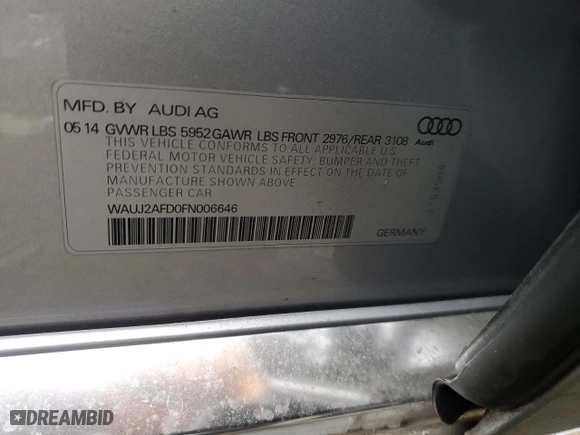 MFD. BY AUDI AG
05 14 GVWR LBS 5952 GAWR LBS FRONT 2976/REAR 3108
Audi
THIS VEHICLE CONFORMS TO ALL APPLICABLE U.S
FEDERAL MOTOR VEHICLE SAFETY, BUMPER AND THEFT
PREVENTION STANDARDS IN EFFECT ON THE DATE OF
MANUFACTURE SHOWN ABOVE
PASSENGER CAR
WAUJ2AFD0FN006646
GERMANY
DREAMBID